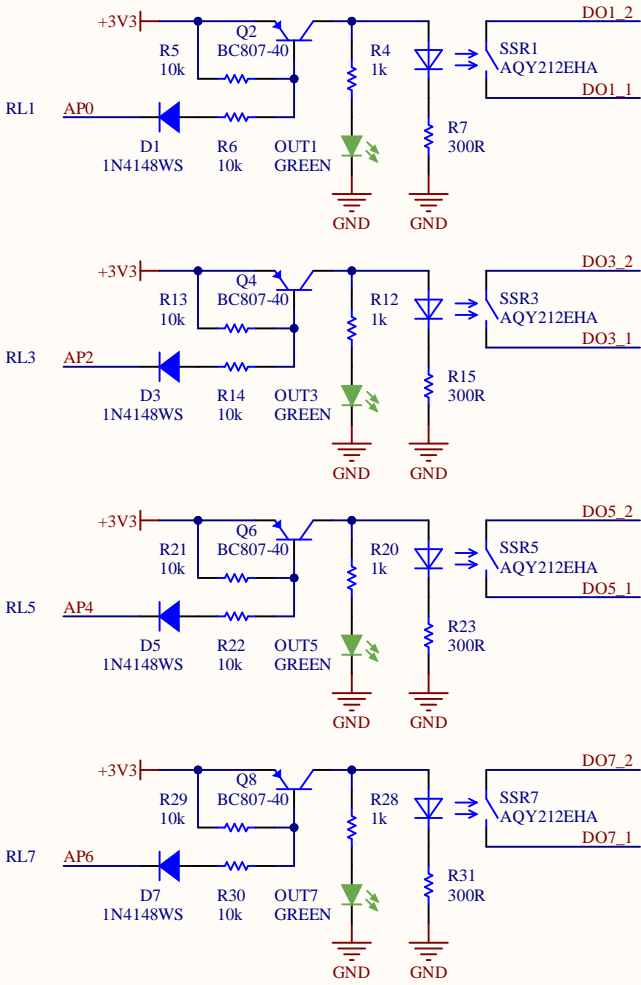 DO1_2
+3V3
Q2
BC807-40
R5
10k
R4
1k
SSR1
AQY212EHA
DO1_1
RL1
AP0
R7
300R
D1
1N4148WS
R6
10k
OUT1
GREEN
GND
GND
DO3_2
+3V3
Q4
BC807-40
R13
10k
R12
1k
SSR3
AQY212EHA
DO3_1
RL3
AP2
R15
300R
D3
1N4148WS
R14
10k
OUT3
GREEN
GND
GND
DO5_2
+3V3
Q6
BC807-40
R21
10k
R20
1k
SSR5
AQY212EHA
DO5_1
RL5
AP4
R23
300R
D5
1N4148WS
R22
10k
OUT5
GREEN
GND
GND
DO7_2
+3V3
Q8
BC807-40
R29
10k
R28
1k
SSR7
AQY212EHA
DO7_1
RL7
AP6
R31
300R
D7
1N4148WS
R30
10k
OUT7
GREEN
GND
GND